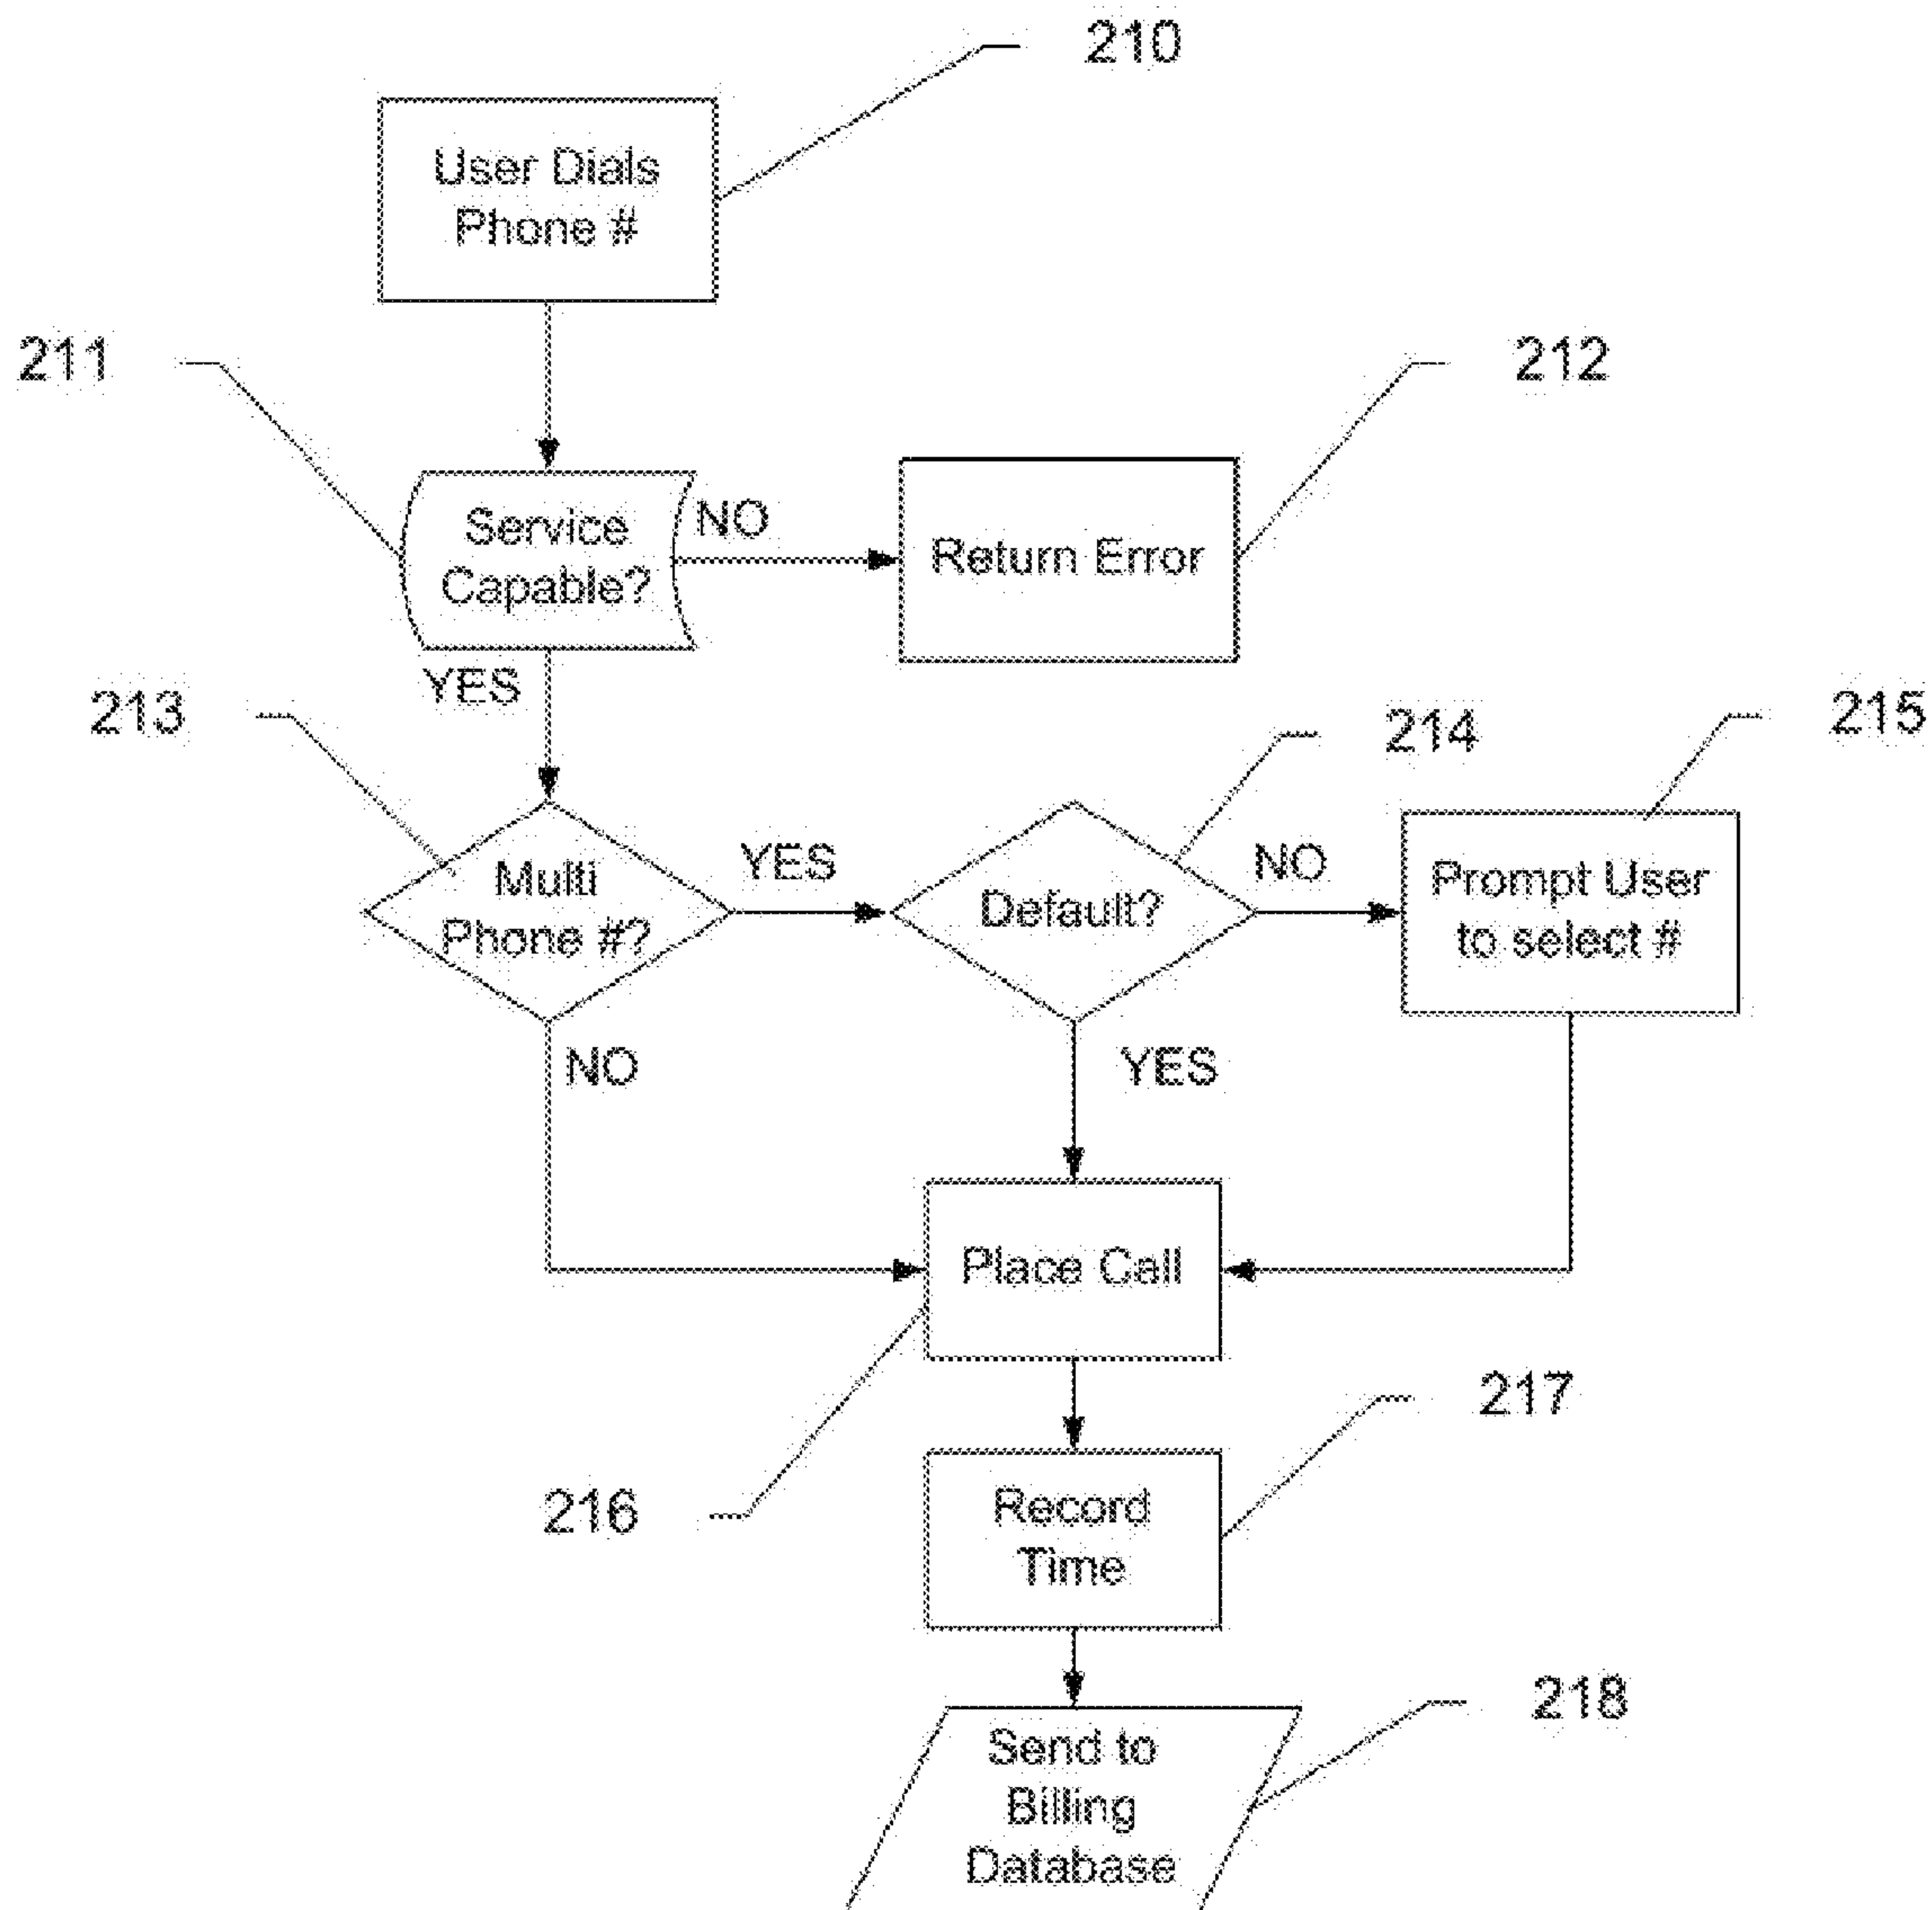 210
User Dials
Phone #
211
212
Service
Capable?
NO
Return Error
YES
213
214
215
Multi
Phone #?
YES
Default?
NO
Prompt User
to select #
NO
YES
Place Call
216
217
Record
Time
218
Send to
Billing
Database